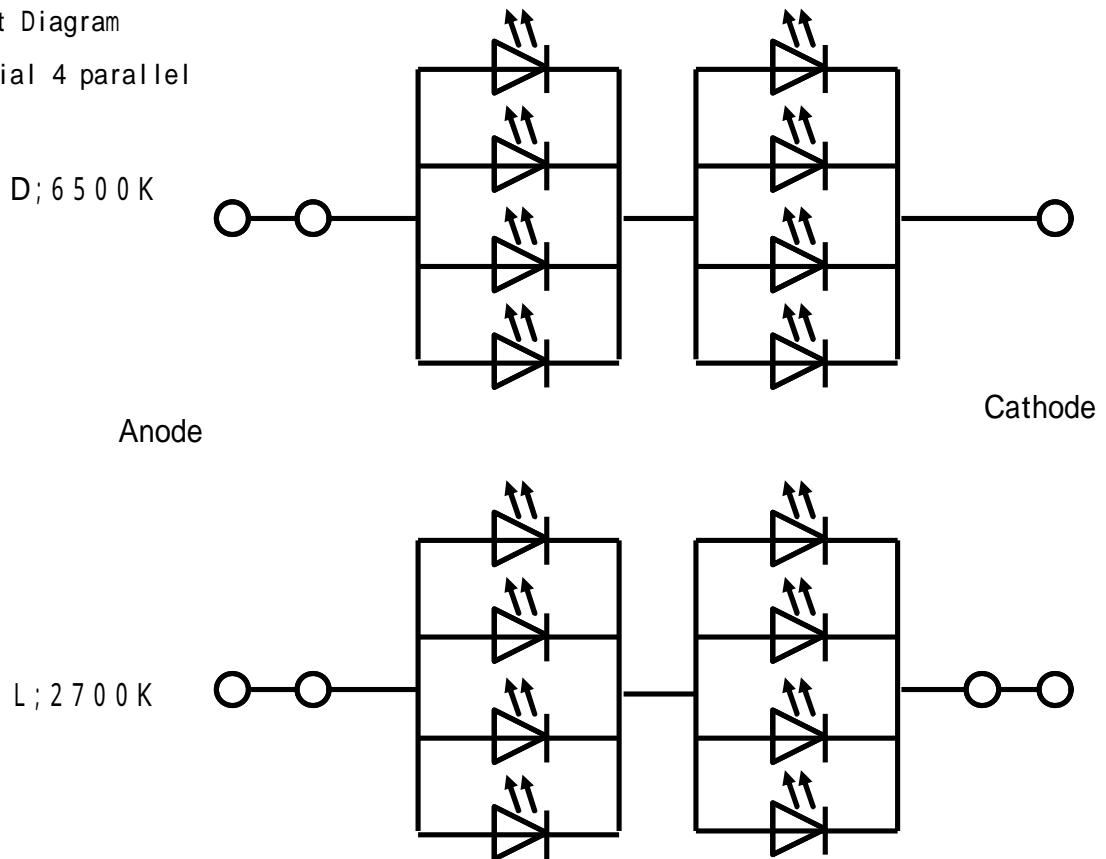 t Diagram
ial 4 parallel
D;6500K
Cathode
Anode
L;2700K